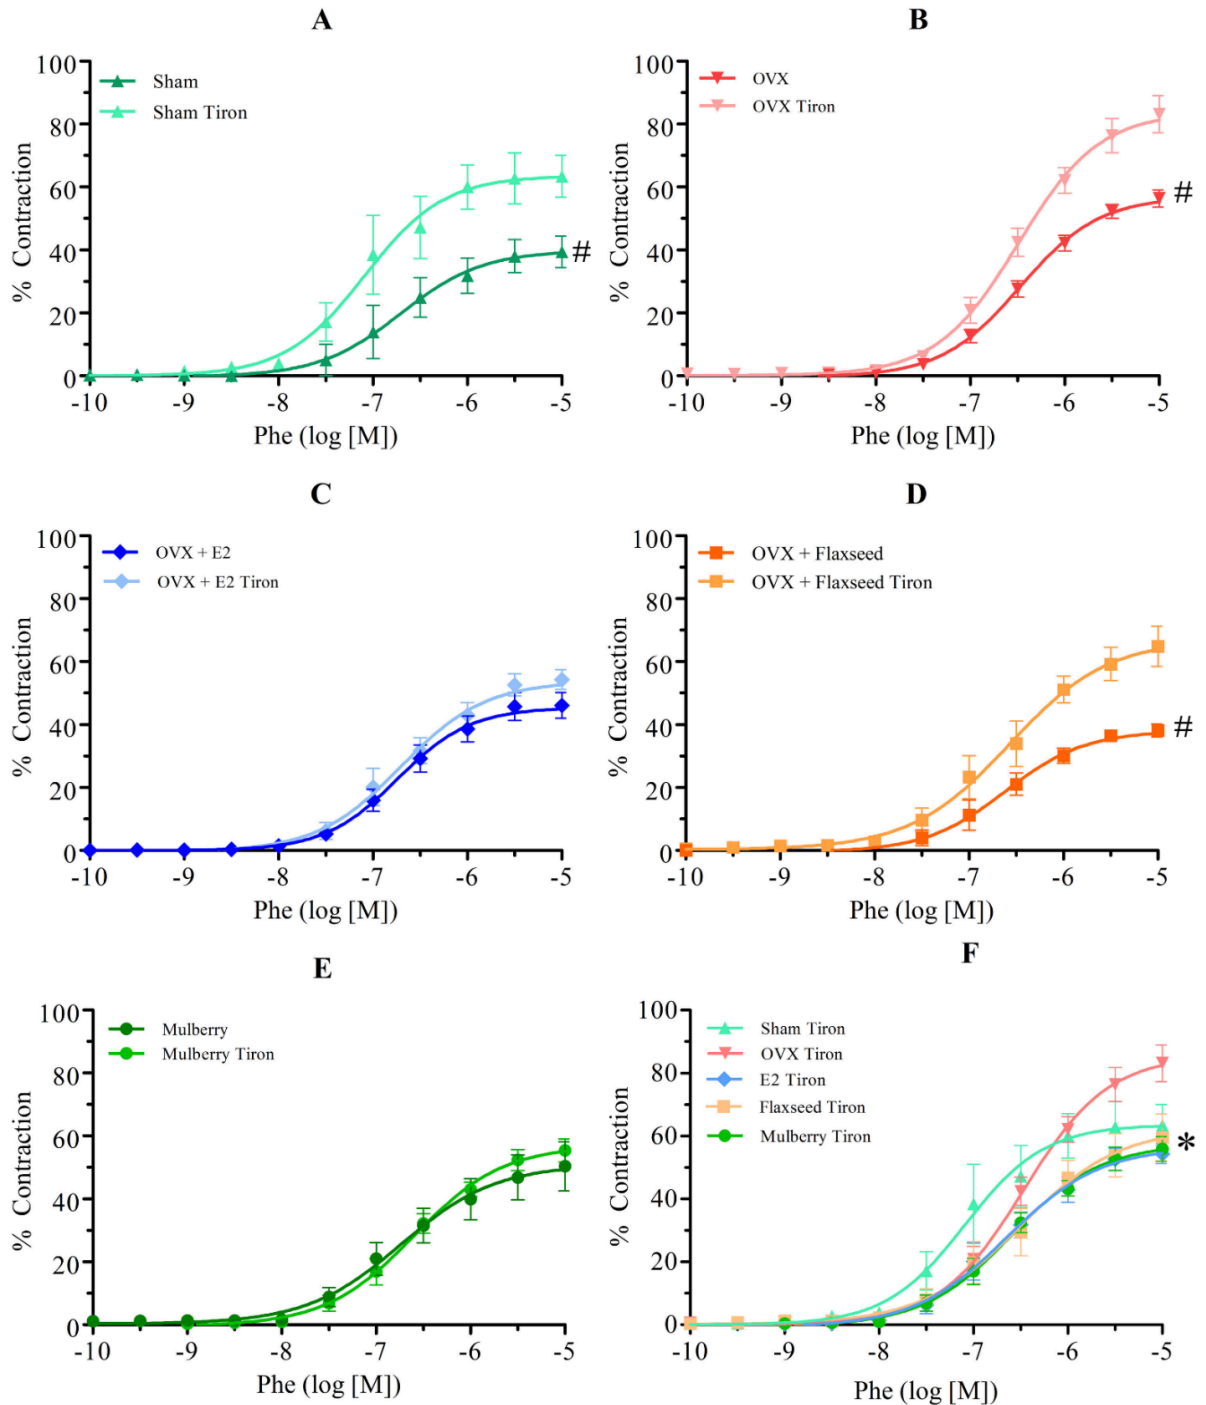 A
% Contraction
100
80
60
40
20
0
Sham
Sham Tiron
#
-10 -9 -8 -7 -6 -5
Phe (log [M])
B
% Contraction
100
80
60
40
20
0
OVX
OVX Tiron
#
-10 -9 -8 -7 -6 -5
Phe (log [M])
C
% Contraction
100
80
60
40
20
0
OVX + E2
OVX + E2 Tiron
-10 -9 -8 -7 -6 -5
Phe (log [M])
D
% Contraction
100
80
60
40
20
0
OVX + Flaxseed
OVX + Flaxseed Tiron
#
-10 -9 -8 -7 -6 -5
Phe (log [M])
E
% Contraction
100
80
60
40
20
0
Mulberry
Mulberry Tiron
-10 -9 -8 -7 -6 -5
Phe (log [M])
F
% Contraction
100
80
60
40
20
0
Sham Tiron
OVX Tiron
E2 Tiron
Flaxseed Tiron
Mulberry Tiron
*
-10 -9 -8 -7 -6 -5
Phe (log [M])